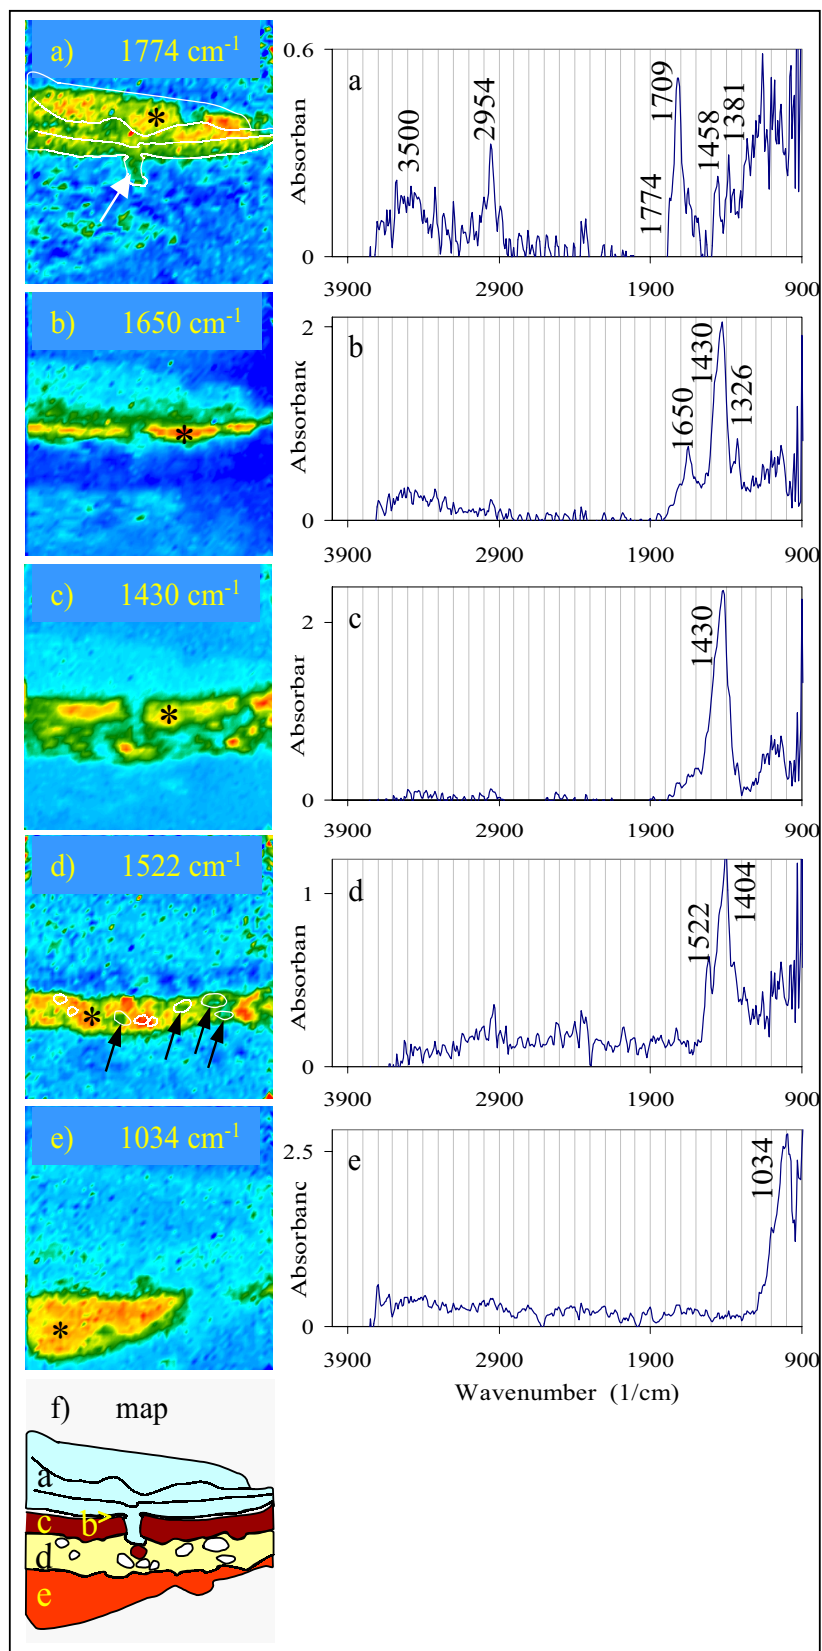 a) 1774 cm-1
*
0.6
0
Absorban
a
3500
2954
1774
1709
1458
1381
3900 2900 1900 900
b) 1650 cm-1
*
2
0
Absorbanc
b
1650
1430
1326
3900 2900 1900 900
c) 1430 cm-1
*
2
0
Absorbar
c
1430
3900 2900 1900 900
d) 1522 cm-1
*
1
0
Absorban
d
1522
1404
3900 2900 1900 900
e) 1034 cm-1
*
2.5
0
Absorbanc
e
1034
3900 2900 1900 900
Wavenumber (1/cm)
f) map
a
c b>
d
e